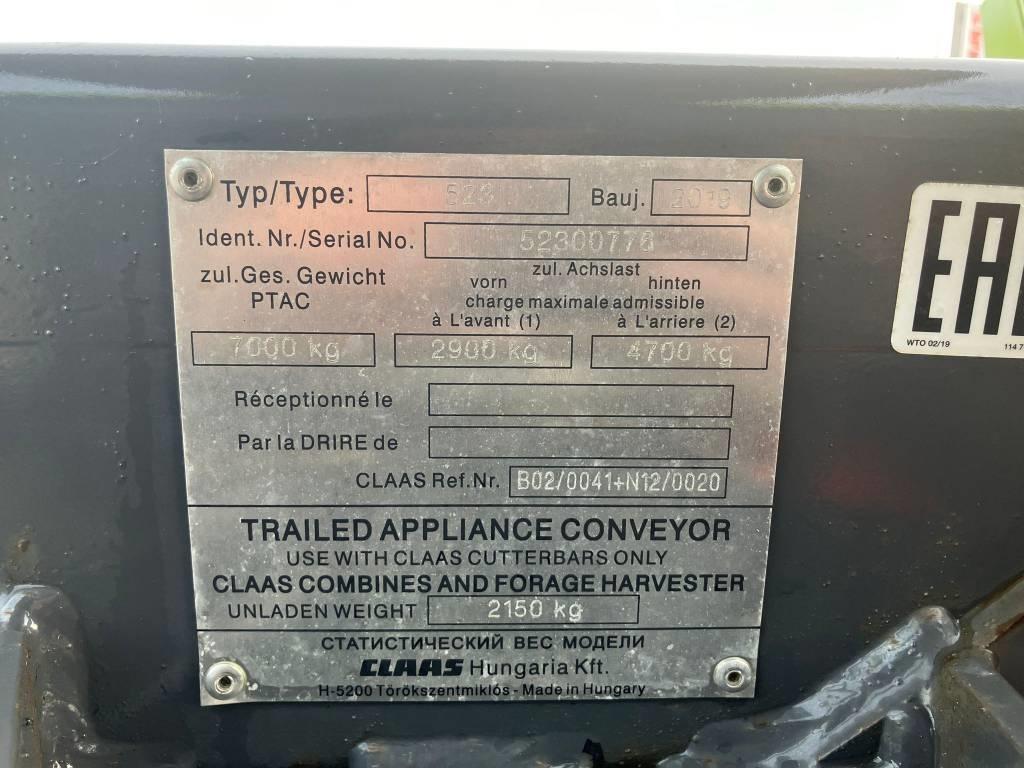 Typ/Type: 523 Bauj. 2019
Ident. Nr./Serial No. 52300776
zul.Ges. Gewicht zul. Achslast
PTAC vorn hinten
charge maximale admissible
à L'avant (1) à L'arriere (2)
7000 kg 2900 kg 4700 kg
Réceptionné le
Par la DRIRE de
CLAAS Ref.Nr. B02/0041+N12/0020
TRAILED APPLIANCE CONVEYOR
USE WITH CLAAS CUTTERBARS ONLY
CLAAS COMBINES AND FORAGE HARVESTER
UNLADEN WEIGHT 2150 kg
СТАТИСТИЧЕСКИЙ ВЕС МОДЕЛИ
CLAAS Hungaria Kft.
H-5200 Törökszentmiklós - Made in Hungary
EAC
WTO 02/19 114 7